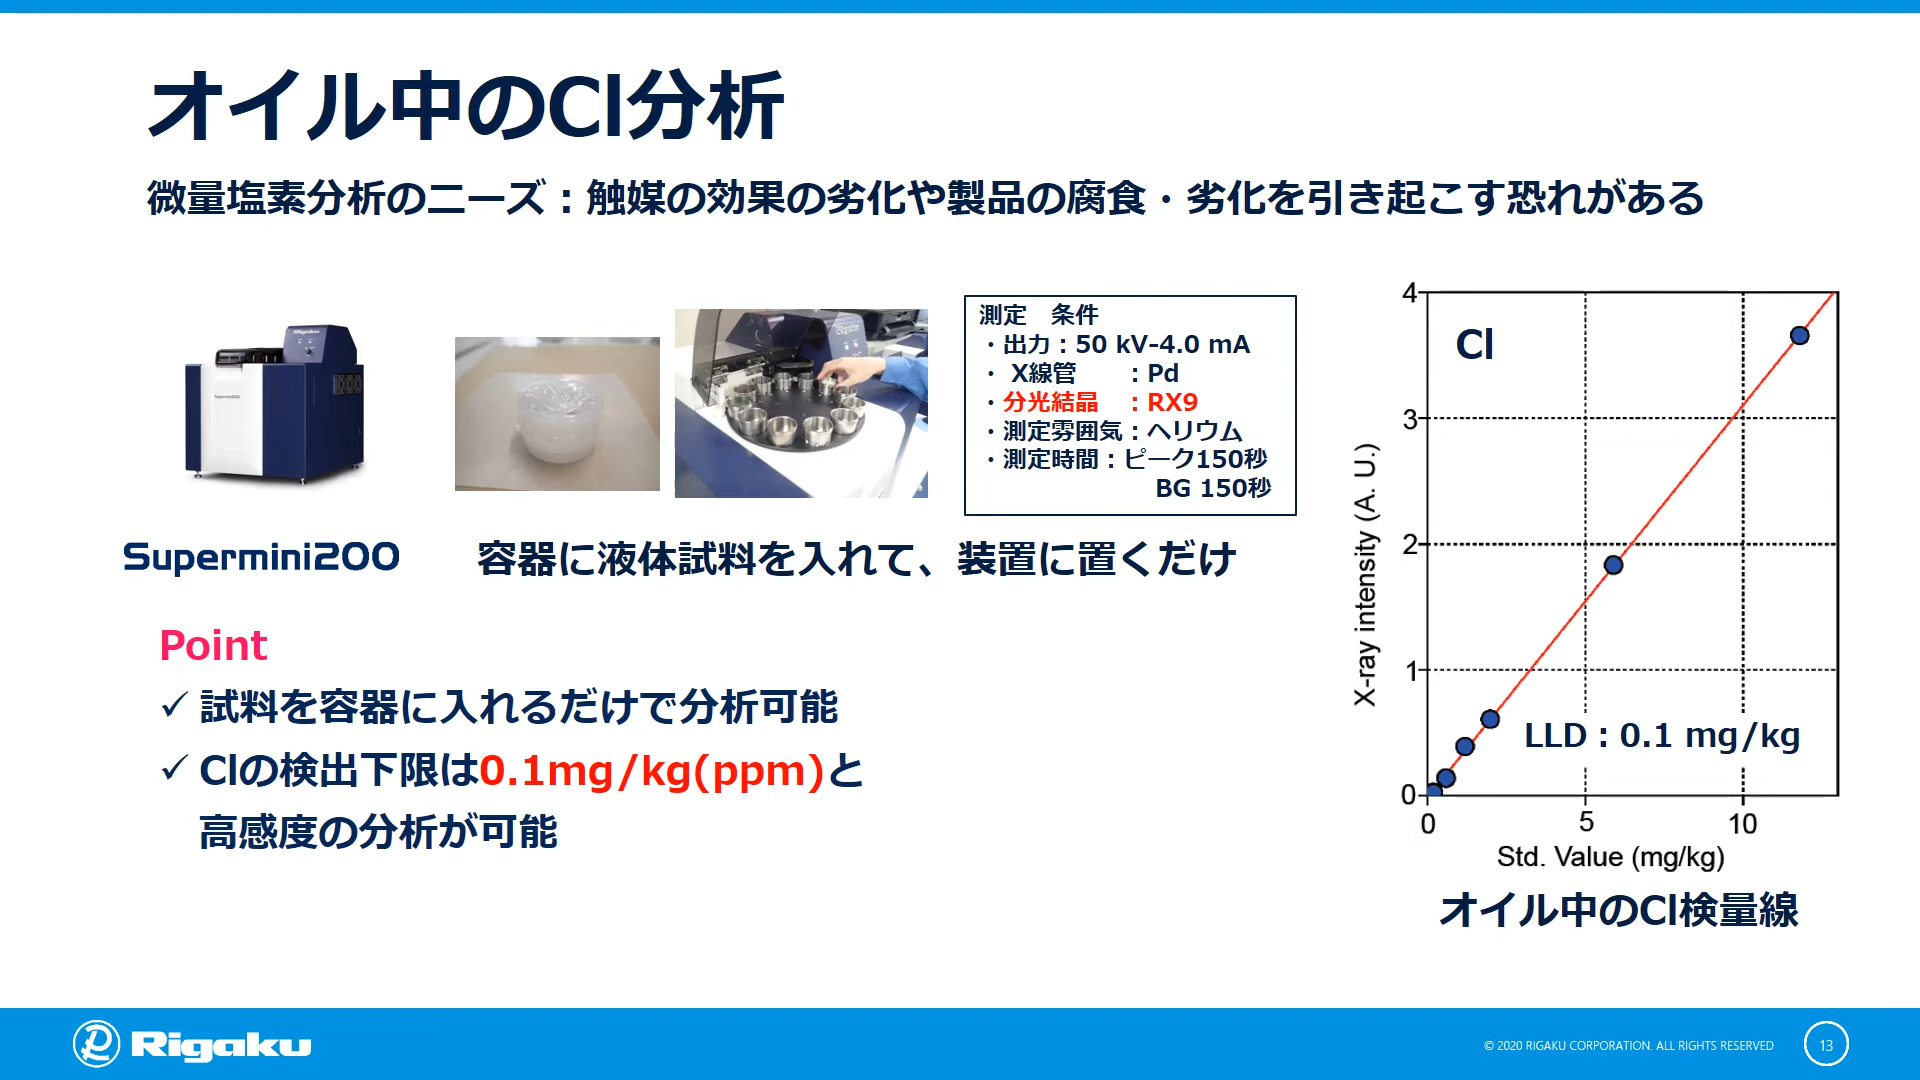 オイル中のCl分析
微量塩素分析のニーズ：触媒の効果の劣化や製品の腐食・劣化を引き起こす恐れがある
Rigaku
Supermini200
Rigaku
測定　条件
・出力：50 kV-4.0 mA
・ X線管　：Pd
・分光結晶　：RX9
・測定雰囲気：ヘリウム
・測定時間：ピーク150秒
BG 150秒
Supermini200
容器に液体試料を入れて、装置に置くだけ
Point
✓ 試料を容器に入れるだけで分析可能
✓ Clの検出下限は0.1mg/kg(ppm)と
高感度の分析が可能
Cl
4
3
2
1
0
X-ray intensity (A. U.)
LLD：0.1 mg/kg
0 5 10
Std. Value (mg/kg)
オイル中のCl検量線
Rigaku
© 2020 RIGAKU CORPORATION. ALL RIGHTS RESERVED
13